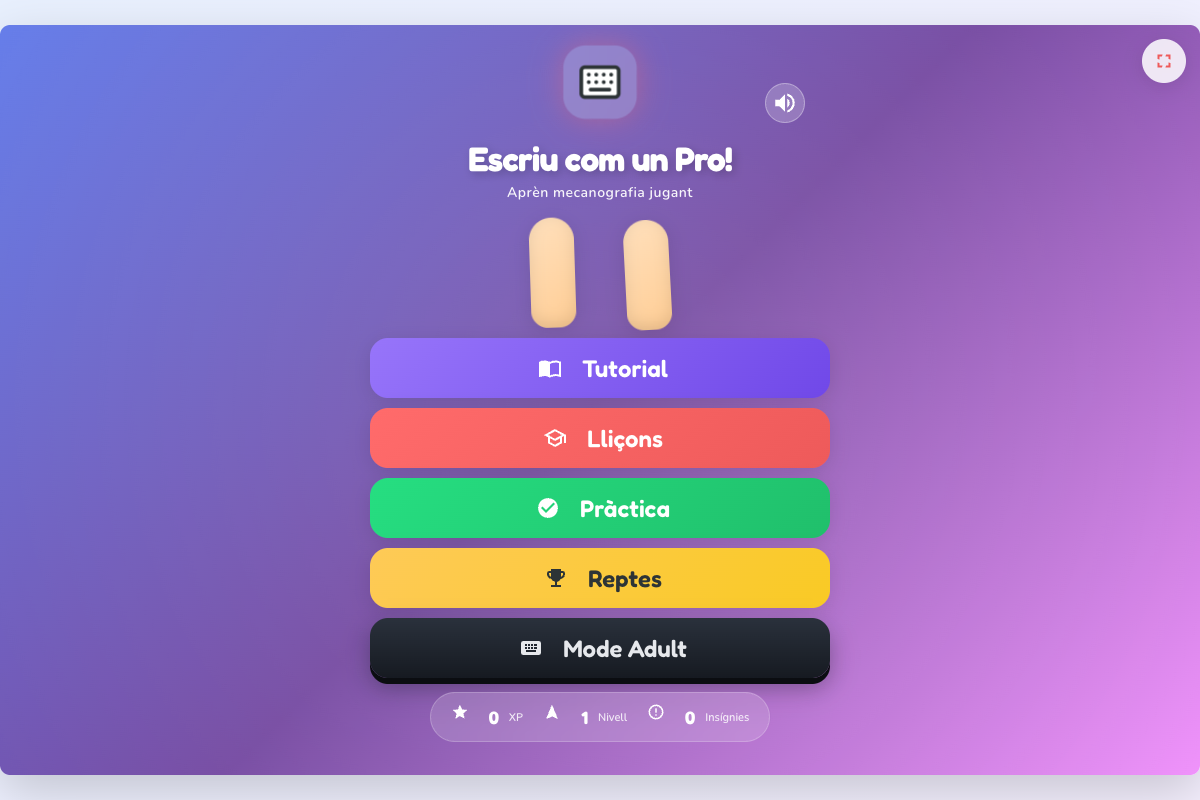 Escriu com un Pro!
Aprèn mecanografia jugant
Tutorial
Lliçons
Pràctica
Reptes
Mode Adult
0 XP 1 Nivell 0 Insígnies